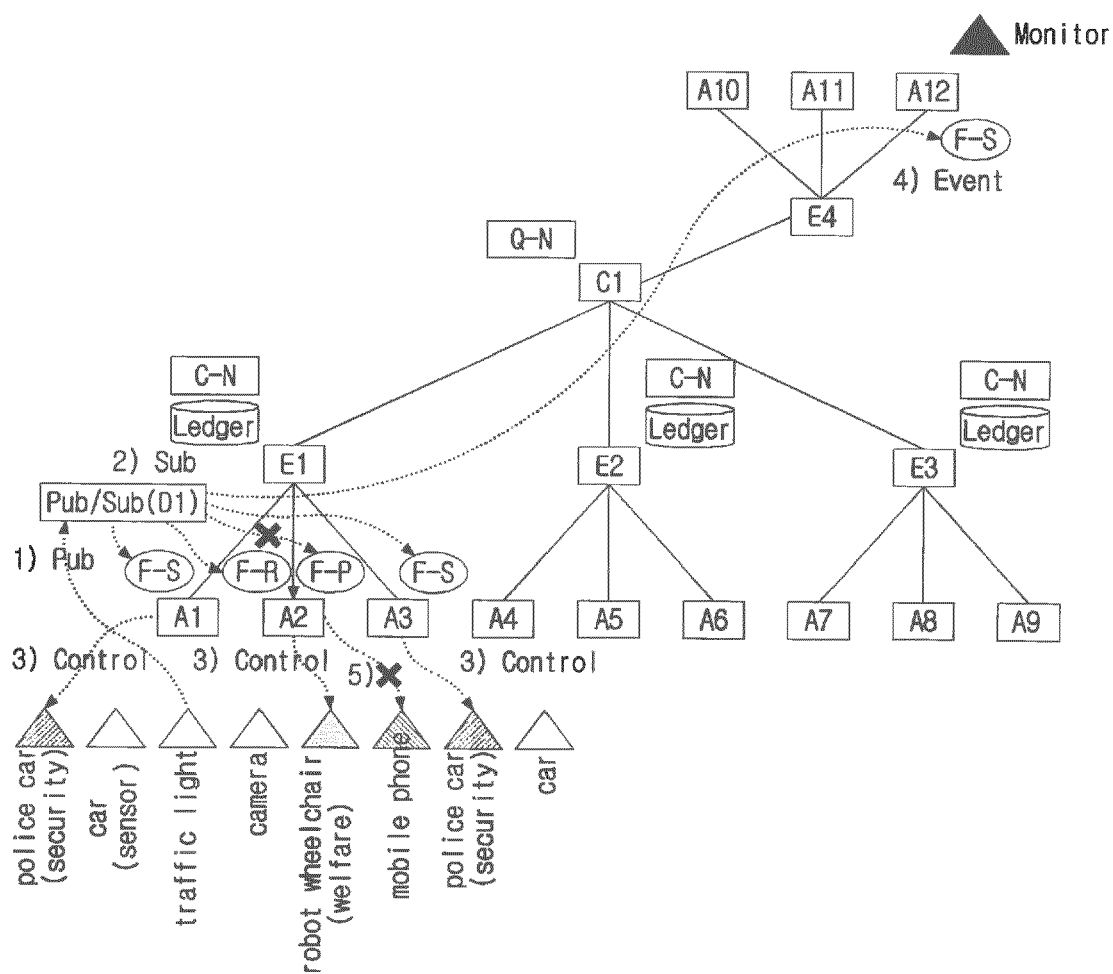 Monitor
A10
A11
A12
F-S
4) Event
E4
Q-N
C1
C-N
Ledger
C-N
Ledger
C-N
Ledger
2) Sub
E1
E2
E3
Pub/Sub(D1)
1) Pub
F-S
F-R
F-P
F-S
A1
A2
A3
A4
A5
A6
A7
A8
A9
3) Control
3) Control
5)
3) Control
police car
(security)
car
(sensor)
traffic light
camera
robot wheelchair
(welfare)
mobile phone
police car
(security)
car